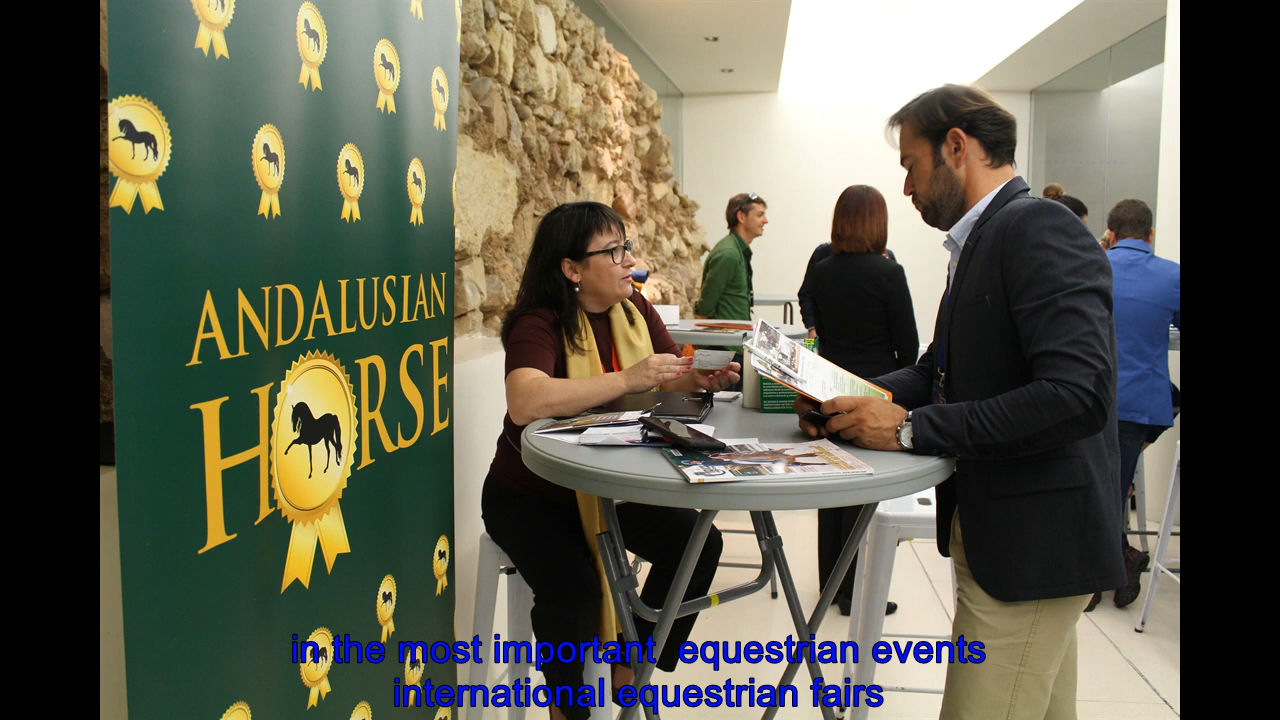 ANDALUSIAN
HORSE
in the most important  equestrian events
international equestrian fairs